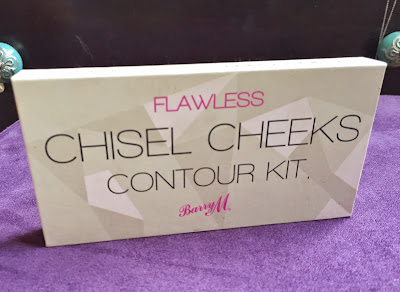 FLAWLESS
CHISEL CHEEKS
CONTOUR KIT.
Barry M®